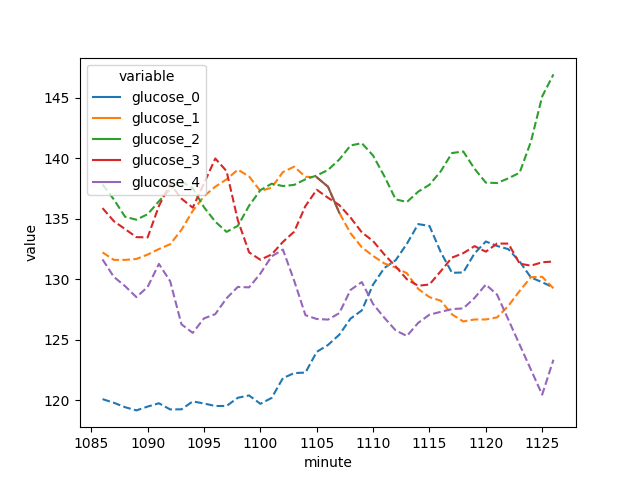 variable
glucose_0
glucose_1
glucose_2
glucose_3
glucose_4
145
140
135
130
125
120
value
1085 1090 1095 1100 1105 1110 1115 1120 1125
minute